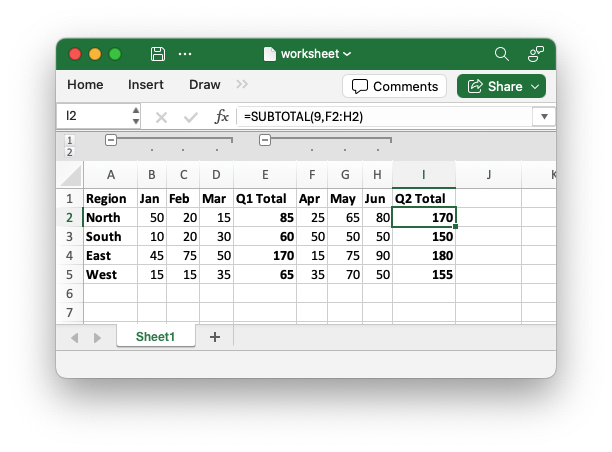 worksheet
Home Insert Draw Comments Share
I2 fx =SUBTOTAL(9,F2:H2)
1
2
A B C D E F G H I J K
1 Region Jan Feb Mar Q1 Total Apr May Jun Q2 Total
2 North 50 20 15 85 25 65 80 170
3 South 10 20 30 60 50 50 50 150
4 East 45 75 50 170 15 75 90 180
5 West 15 15 35 65 35 70 50 155
6
7
Sheet1 +